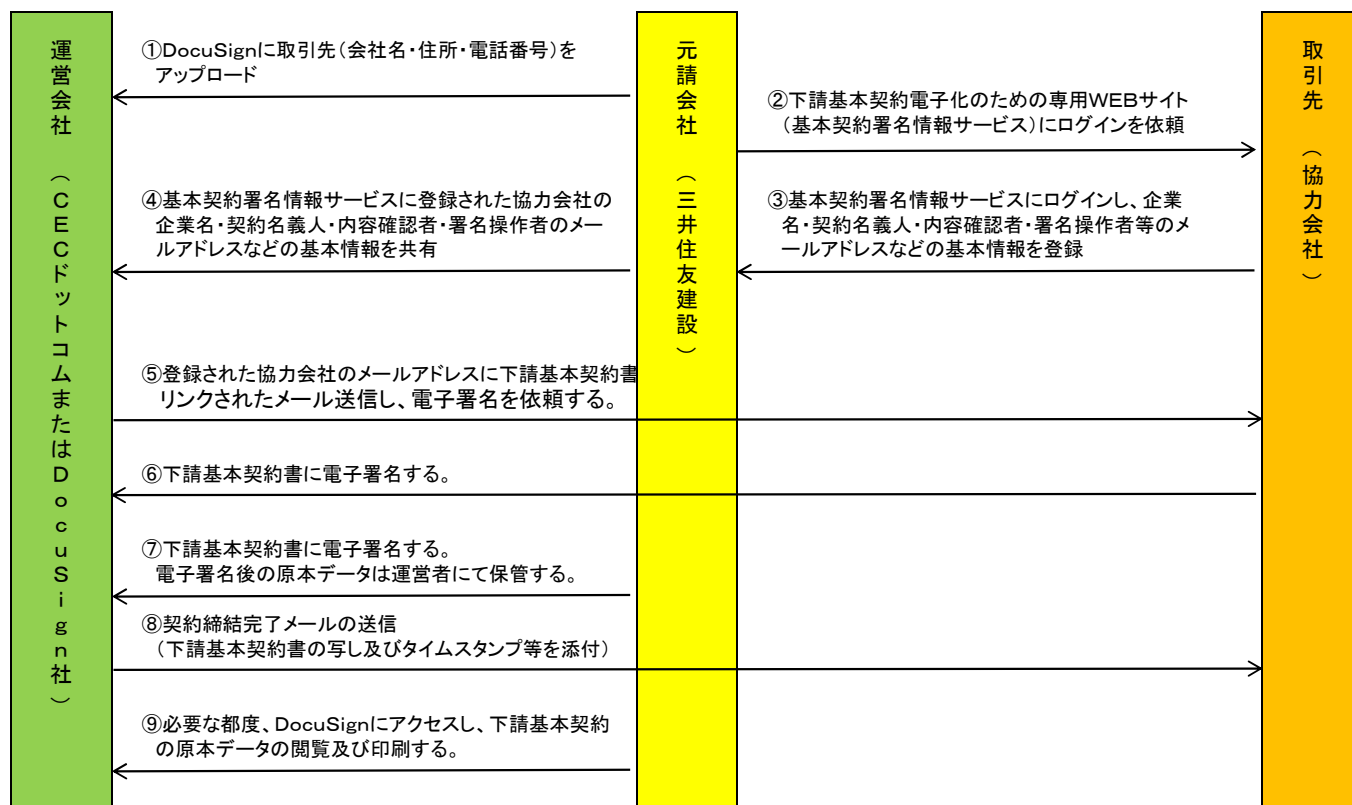 運営会社（CECドットコムまたはDocuSign社）
①DocuSignに取引先（会社名・住所・電話番号）を
アップロード
元請会社（三井住友建設）
②下請基本契約電子化のための専用WEBサイト
（基本契約署名情報サービス）にログインを依頼
取引先（協力会社）
④基本契約署名情報サービスに登録された協力会社の
企業名・契約名義人・内容確認者・署名操作者のメー
ルアドレスなどの基本情報を共有
③基本契約署名情報サービスにログインし、企業
名・契約名義人・内容確認者・署名操作者等のメ
ールアドレスなどの基本情報を登録
⑤登録された協力会社のメールアドレスに下請基本契約書
リンクされたメール送信し、電子署名を依頼する。
⑥下請基本契約書に電子署名する。
⑦下請基本契約書に電子署名する。
電子署名後の原本データは運営者にて保管する。
⑧契約締結完了メールの送信
（下請基本契約書の写し及びタイムスタンプ等を添付）
⑨必要な都度、DocuSignにアクセスし、下請基本契約
の原本データの閲覧及び印刷する。